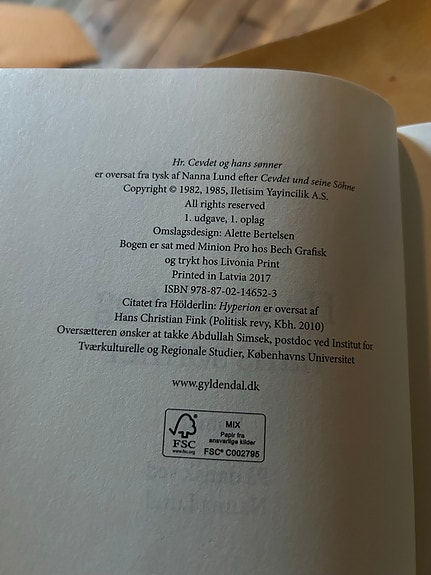 Hr. Cevdet og hans sønner
er oversat fra tysk af Nanna Lund efter Cevdet und seine Söhne
Copyright © 1982, 1985, Iletisim Yayincilik A.S.
All rights reserved
1. udgave, 1. oplag
Omslagsdesign: Alette Bertelsen
Bogen er sat med Minion Pro hos Bech Grafisk
og trykt hos Livonia Print
Printed in Latvia 2017
ISBN 978-87-02-14652-3
Citatet fra Hölderlin: Hyperion er oversat af
Hans Christian Fink (Politisk revy, Kbh. 2010)
Oversætteren ønsker at takke Abdullah Simsek, postdoc ved Institut for
Tværkulturelle og Regionale Studier, Københavns Universitet
www.gyldendal.dk
FSC
www.fsc.org
MIX
Papir fra
ansvarlige kilder
FSC® C002795